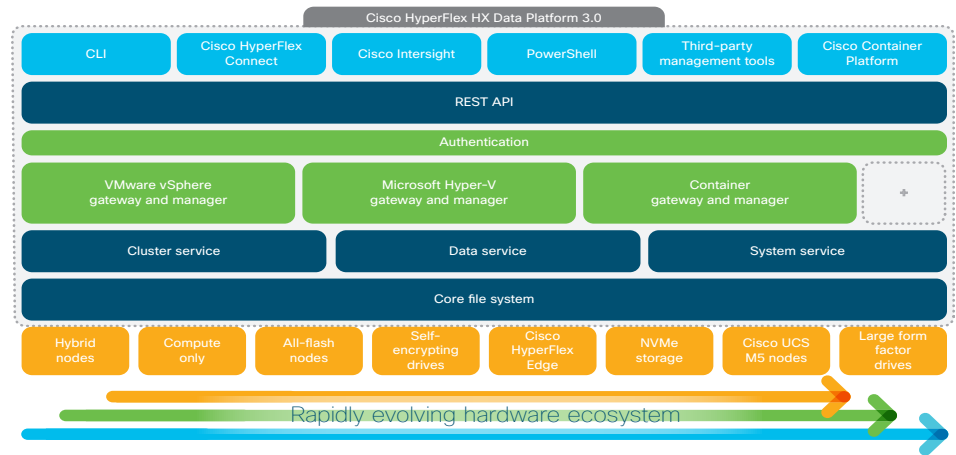 Cisco HyperFlex HX Data Platform 3.0
CLI
Cisco HyperFlex
Connect
Cisco Intersight
PowerShell
Third-party
management tools
Cisco Container
Platform
REST API
Authentication
VMware vSphere
gateway and manager
Microsoft Hyper-V
gateway and manager
Container
gateway and manager
+
Cluster service
Data service
System service
Core file system
Hybrid
nodes
Compute
only
All-flash
nodes
Self-
encrypting
drives
Cisco
HyperFlex
Edge
NVMe
storage
Cisco UCS
M5 nodes
Large form
factor
drives
Rapidly evolving hardware ecosystem